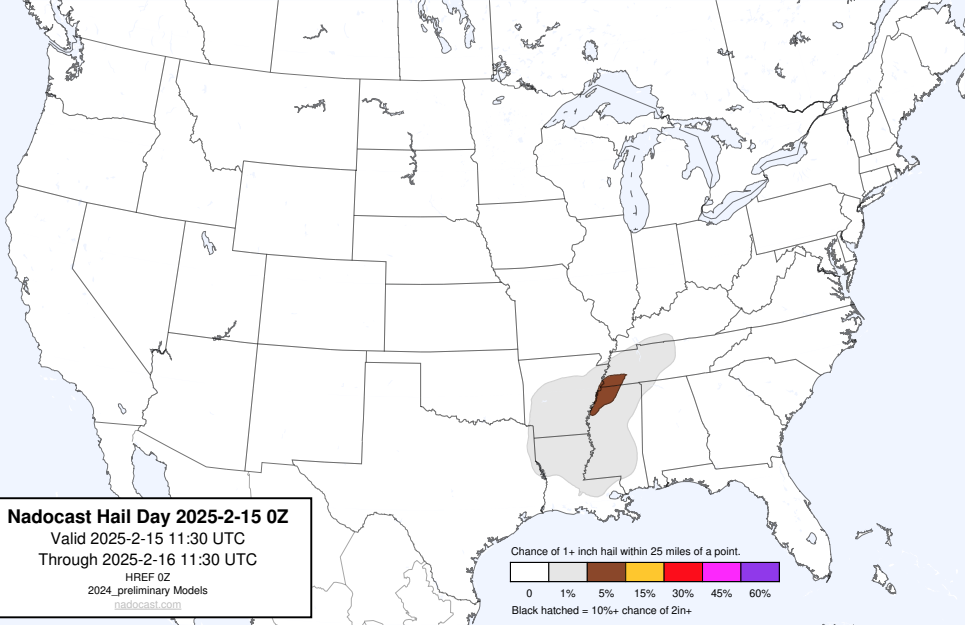 Nadocast Hail Day 2025-2-15 0Z
Valid 2025-2-15 11:30 UTC
Through 2025-2-16 11:30 UTC
HREF 0Z
2024_preliminary Models
nadocast.com
Chance of 1+ inch hail within 25 miles of a point.
0 1% 5% 15% 30% 45% 60%
Black hatched = 10%+ chance of 2in+